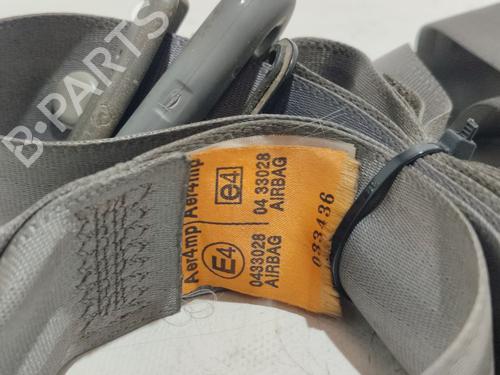 B-PARTS
Aer4mp Aer4mp
e4
04 33028
AIRBAG
E4
0433028
AIRBAG
033436